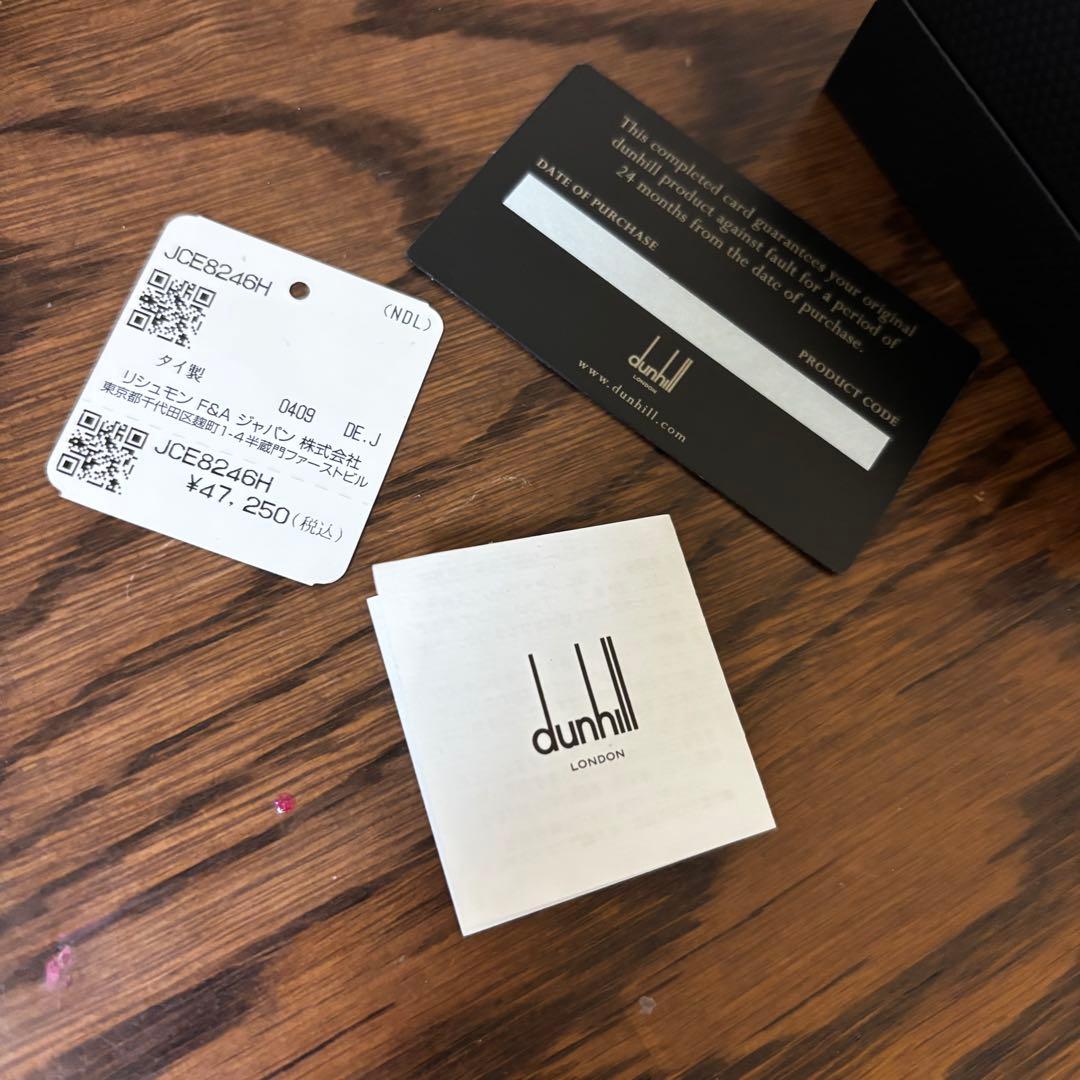 JCE8246H
(NDL)
タイ製
0409 DE.J
リシュモン F&A ジャパン 株式会社
東京都千代田区麹町1-4半蔵門ファーストビル
JCE8246H
¥47,250(税込)
This completed card guarantees your original
dunhill product against fault for a period of
24 months from the date of purchase.
DATE OF PURCHASE
PRODUCT CODE
dunhill
LONDON
www.dunhill.com
dunhill
LONDON